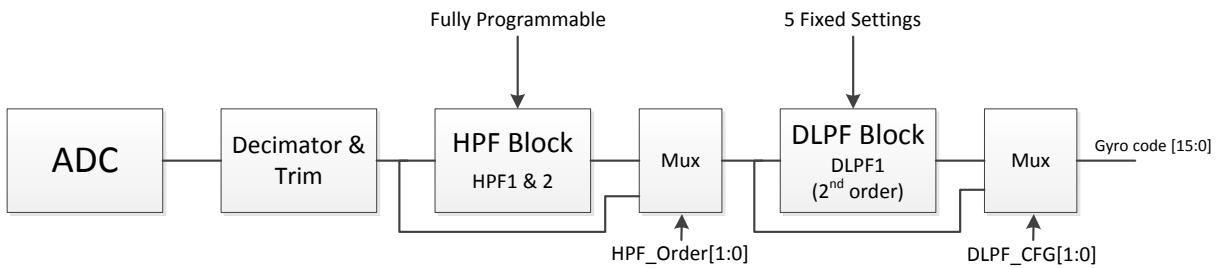 Fully Programmable
5 Fixed Settings
ADC
Decimator &
Trim
HPF Block
HPF1 & 2
Mux
DLPF Block
DLPF1
(2nd order)
Mux
Gyro code [15:0]
HPF_Order[1:0]
DLPF_CFG[1:0]